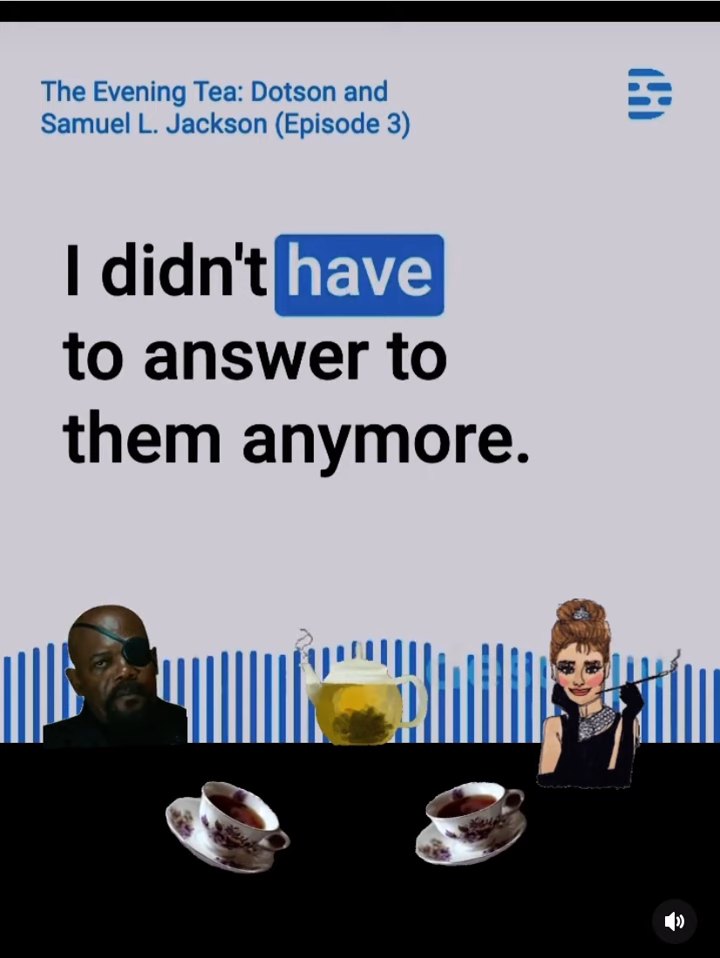 The Evening Tea: Dotson and
Samuel L. Jackson (Episode 3)
I didn't have
to answer to
them anymore.